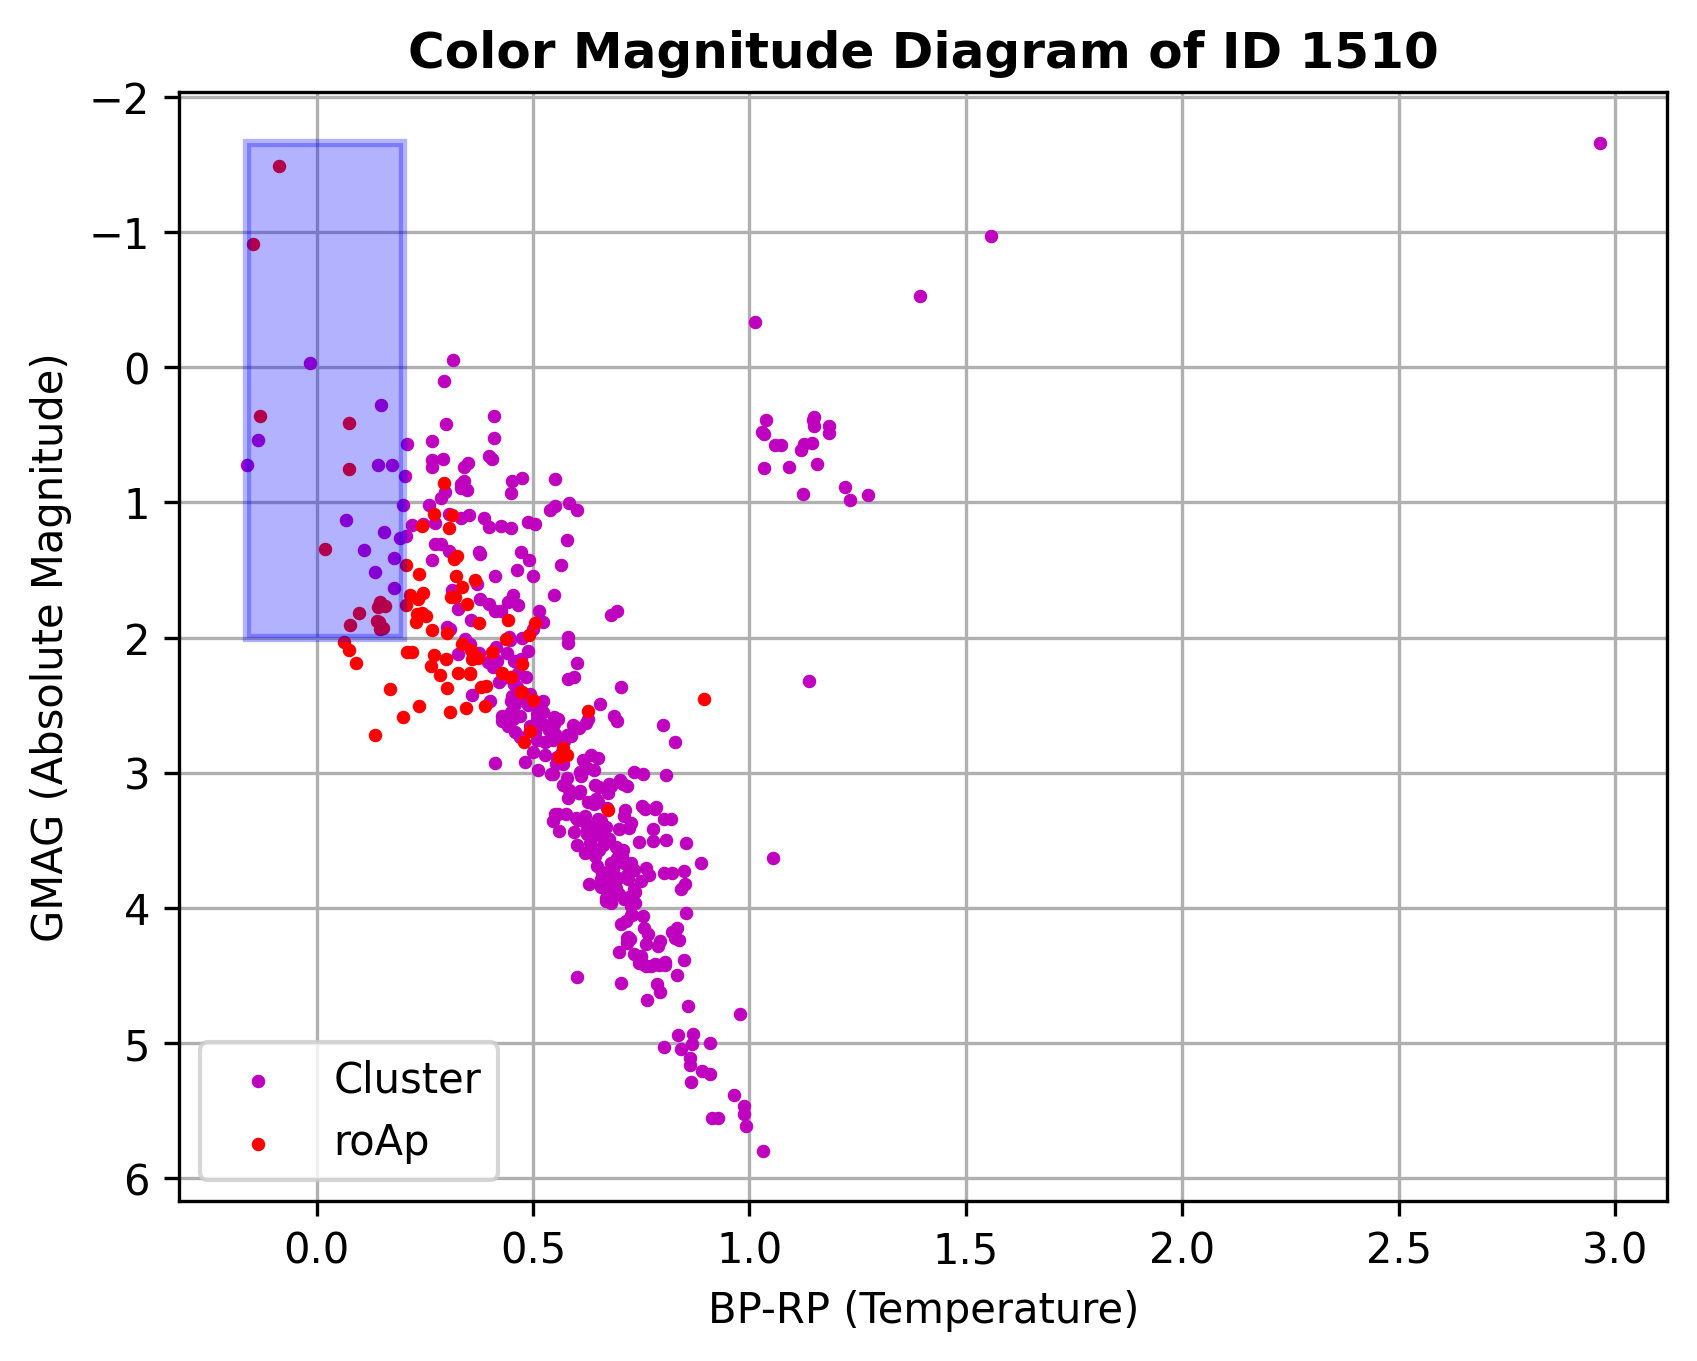 Color Magnitude Diagram of ID 1510
−2
−1
0
1
2
3
4
5
6
GMAG (Absolute Magnitude)
Cluster
roAp
0.0 0.5 1.0 1.5 2.0 2.5 3.0
BP-RP (Temperature)